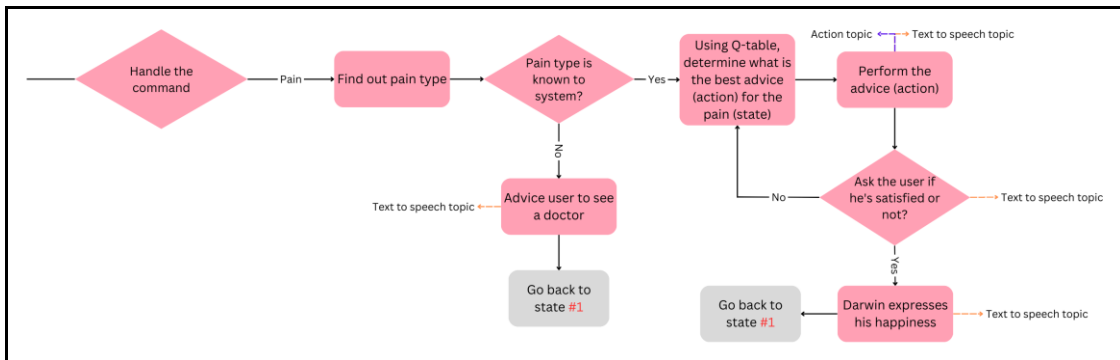 Handle the
command
Pain
Find out pain type
Pain type is
known to
system?
Yes
Using Q-table,
determine what is
the best advice
(action) for the
pain (state)
Action topic
Text to speech topic
Perform the
advice (action)
No
Advice user to see
a doctor
Text to speech topic
Go back to
state #1
Ask the user if
he's satisfied or
not?
Text to speech topic
No
Yes
Darwin expresses
his happiness
Text to speech topic
Go back to
state #1